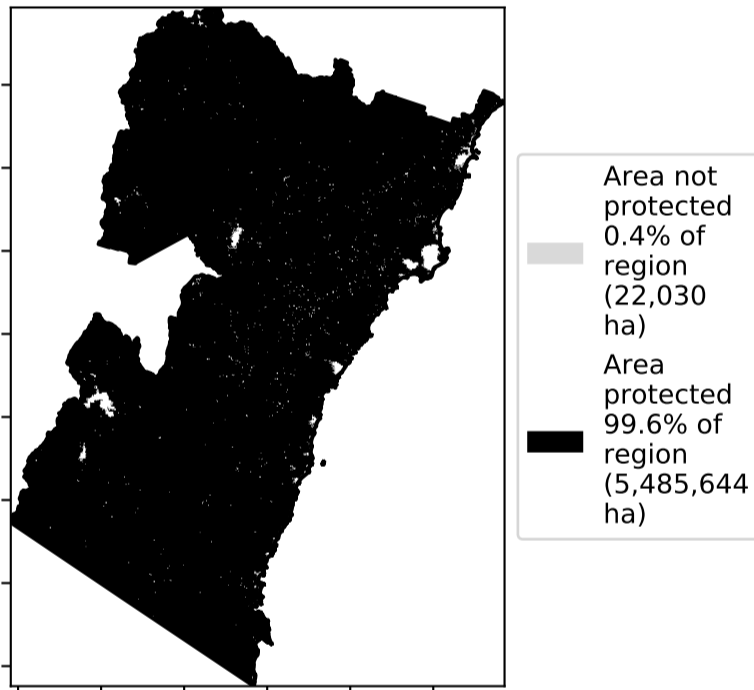 Area not
protected
0.4% of
region
(22,030
ha)
Area
protected
99.6% of
region
(5,485,644
ha)